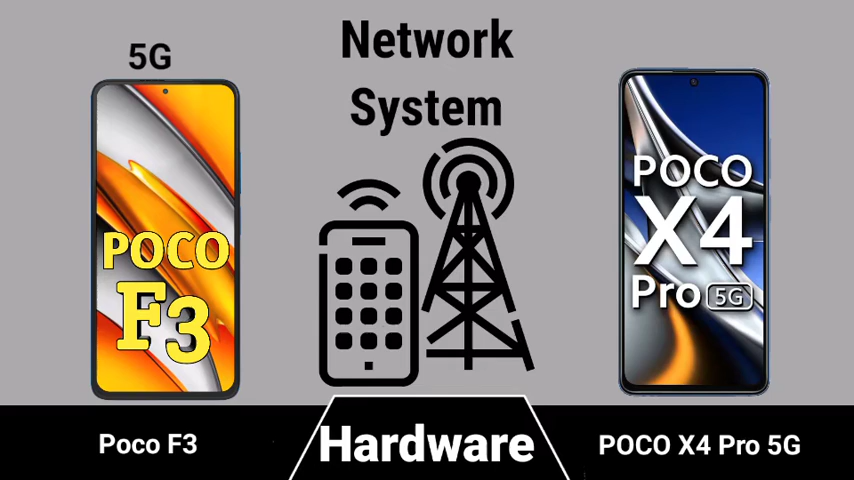 Network
System
5G
POCO
F3
POCO
X4
Pro 5G
Poco F3
Hardware
POCO X4 Pro 5G